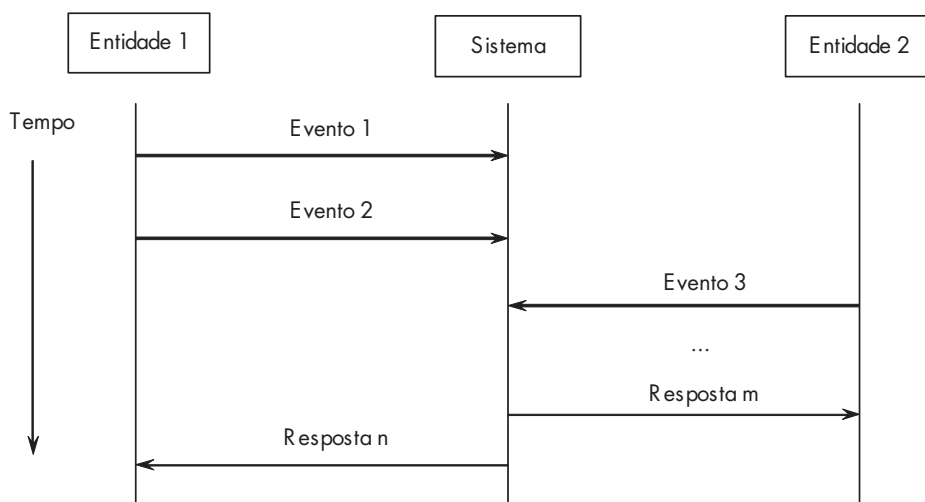 Entidade 1
Sistema
Entidade 2
Tempo
Evento 1
Evento 2
Evento 3
...
Resposta m
Resposta n